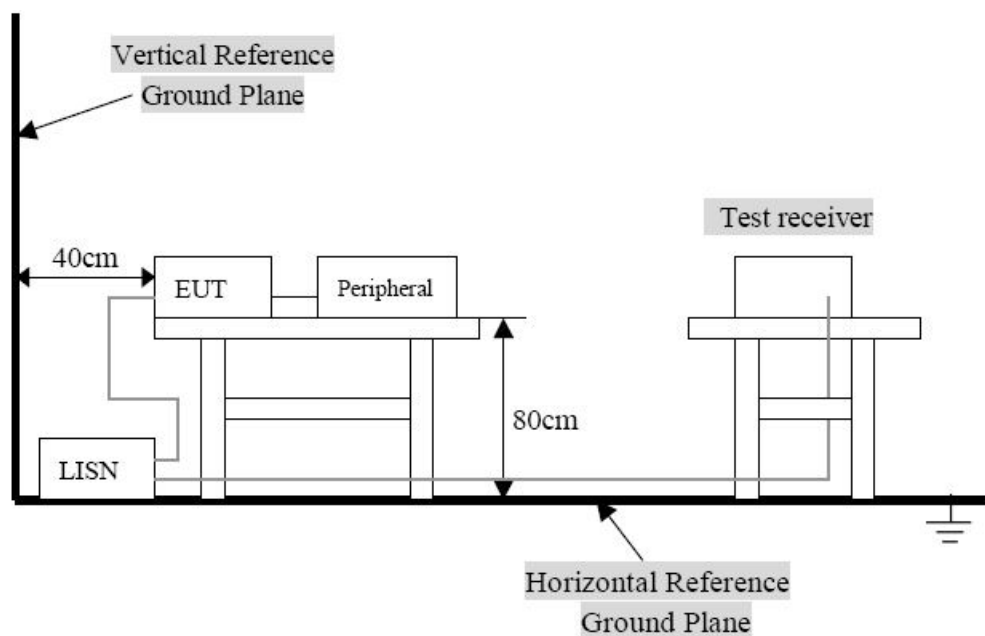 Vertical Reference
Ground Plane
Test receiver
40cm
EUT
Peripheral
80cm
LISN
Horizontal Reference
Ground Plane